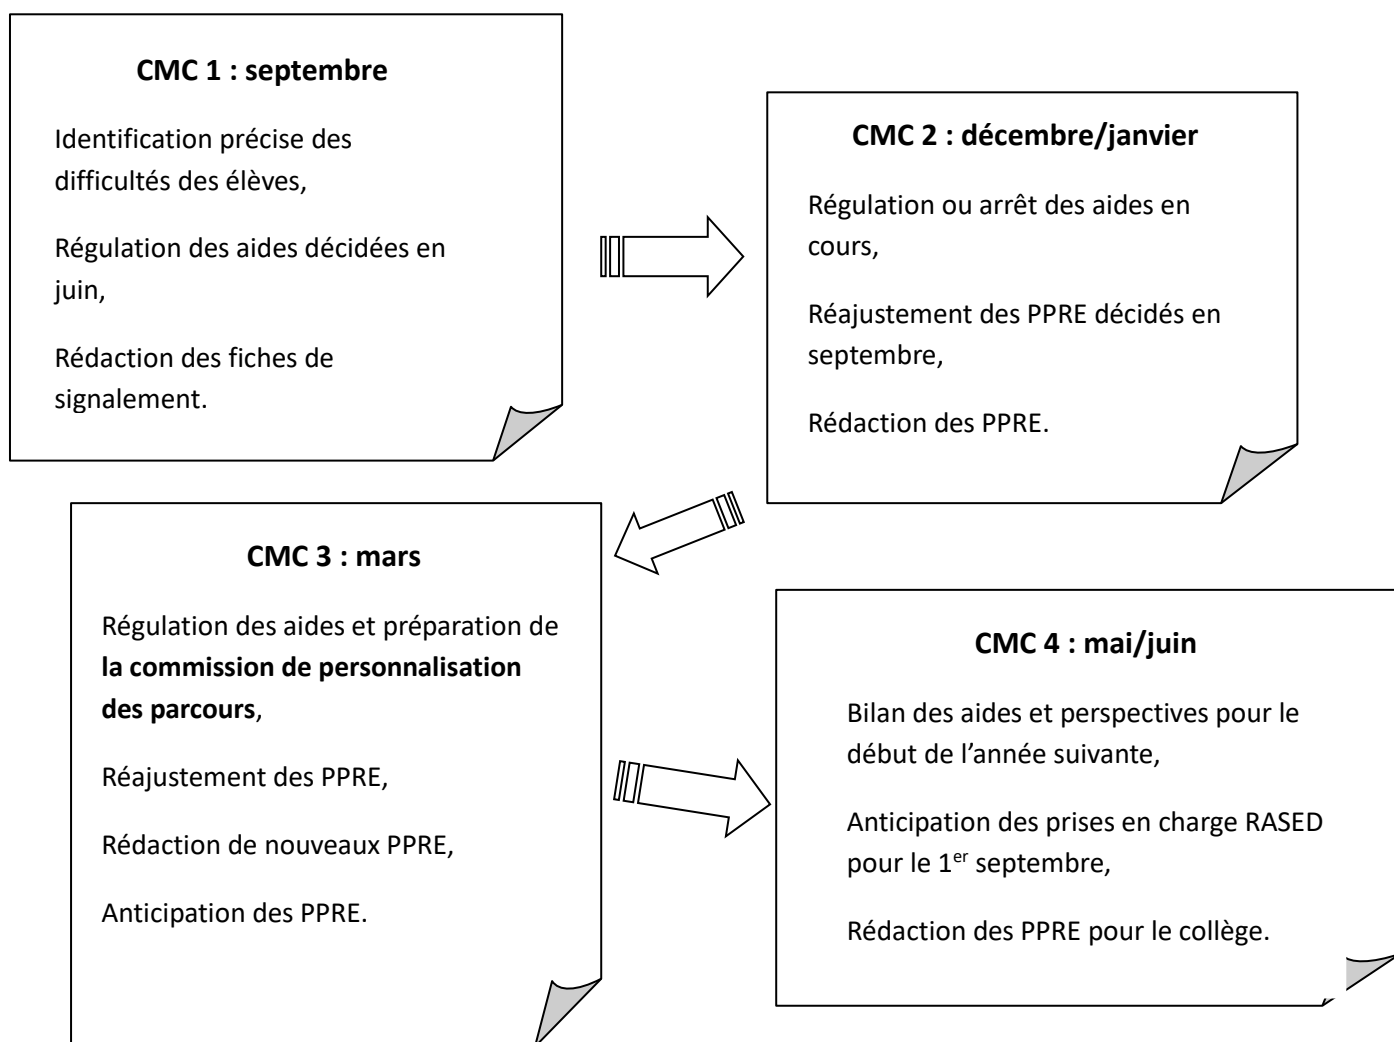 CMC 1 : septembre
Identification précise des
difficultés des élèves,
Régulation des aides décidées en
juin,
Rédaction des fiches de
signalement.
CMC 2 : décembre/janvier
Régulation ou arrêt des aides en
cours,
Réajustement des PPRE décidés en
septembre,
Rédaction des PPRE.
CMC 3 : mars
Régulation des aides et préparation de
la commission de personnalisation
des parcours,
Réajustement des PPRE,
Rédaction de nouveaux PPRE,
Anticipation des PPRE.
CMC 4 : mai/juin
Bilan des aides et perspectives pour le
début de l’année suivante,
Anticipation des prises en charge RASED
pour le 1er septembre,
Rédaction des PPRE pour le collège.